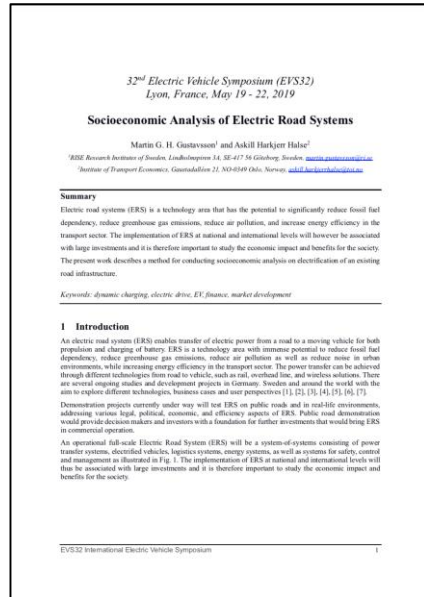 32nd Electric Vehicle Symposium (EVS32)
Lyon, France, May 19 - 22, 2019
Socioeconomic Analysis of Electric Road Systems
Martin G. H. Gustavsson1 and Askill Harkjerr Halse2
1RISE Research Institutes of Sweden, Lindholmspiren 3A, SE-417 56 Göteborg, Sweden, martin.gustavsson@ri.se
2Institute of Transport Economics, Gaustadalléen 21, NO-0349 Oslo, Norway, askill.harkjerrhalse@toi.no
Summary
Electric road systems (ERS) is a technology area that has the potential to significantly reduce fossil fuel
dependency, reduce greenhouse gas emissions, reduce air pollution, and increase energy efficiency in the
transport sector. The implementation of ERS at national and international levels will however be associated
with large investments and it is therefore important to study the economic impact and benefits for the society.
The present work describes a method for conducting socioeconomic analysis on electrification of an existing
road infrastructure.
Keywords: dynamic charging, electric drive, EV, finance, market development
1 Introduction
An electric road system (ERS) enables transfer of electric power from a road to a moving vehicle for both
propulsion and charging of battery. ERS is a technology area with immense potential to reduce fossil fuel
dependency, reduce greenhouse gas emissions, reduce air pollution as well as reduce noise in urban
environments, while increasing energy efficiency in the transport sector. The power transfer can be achieved
through different technologies from road to vehicle, such as rail, overhead line, and wireless solutions. There
are several ongoing studies and development projects in Germany, Sweden and around the world with the
aim to explore different technologies, business cases and user perspectives [1], [2], [3], [4], [5], [6], [7].
Demonstration projects currently under way will test ERS on public roads and in real-life environments,
addressing various legal, political, economic, and efficiency aspects of ERS. Public road demonstration
would provide decision makers and investors with a foundation for further investments that would bring ERS
in commercial operation.
An operational full-scale Electric Road System (ERS) will be a system-of-systems consisting of power
transfer systems, electrified vehicles, logistics systems, energy systems, as well as systems for safety, control
and management as illustrated in Fig. 1. The implementation of ERS at national and international levels will
thus be associated with large investments and it is therefore important to study the economic impact and
benefits for the society.
EVS32 International Electric Vehicle Symposium 1